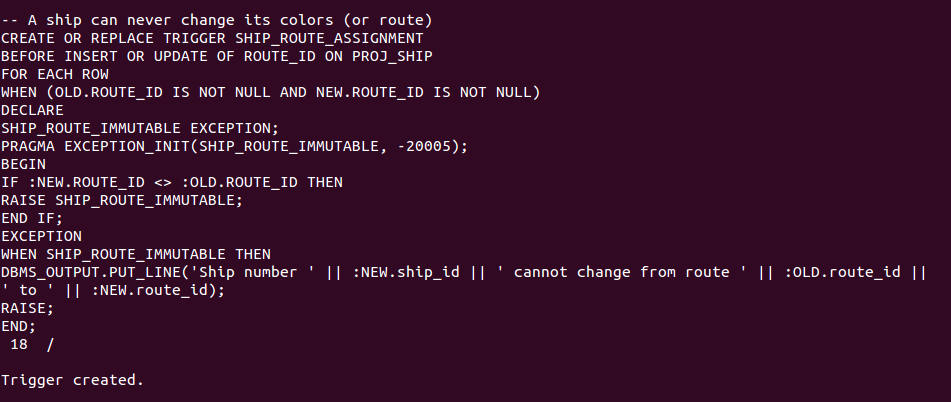 -- A ship can never change its colors (or route)
CREATE OR REPLACE TRIGGER SHIP_ROUTE_ASSIGNMENT
BEFORE INSERT OR UPDATE OF ROUTE_ID ON PROJ_SHIP
FOR EACH ROW
WHEN (OLD.ROUTE_ID IS NOT NULL AND NEW.ROUTE_ID IS NOT NULL)
DECLARE
SHIP_ROUTE_IMMUTABLE EXCEPTION;
PRAGMA EXCEPTION_INIT(SHIP_ROUTE_IMMUTABLE, -20005);
BEGIN
IF :NEW.ROUTE_ID <> :OLD.ROUTE_ID THEN
RAISE SHIP_ROUTE_IMMUTABLE;
END IF;
EXCEPTION
WHEN SHIP_ROUTE_IMMUTABLE THEN
DBMS_OUTPUT.PUT_LINE('Ship number ' || :NEW.ship_id || ' cannot change from route ' || :OLD.route_id ||
' to ' || :NEW.route_id);
RAISE;
END;
 18  /
Trigger created.